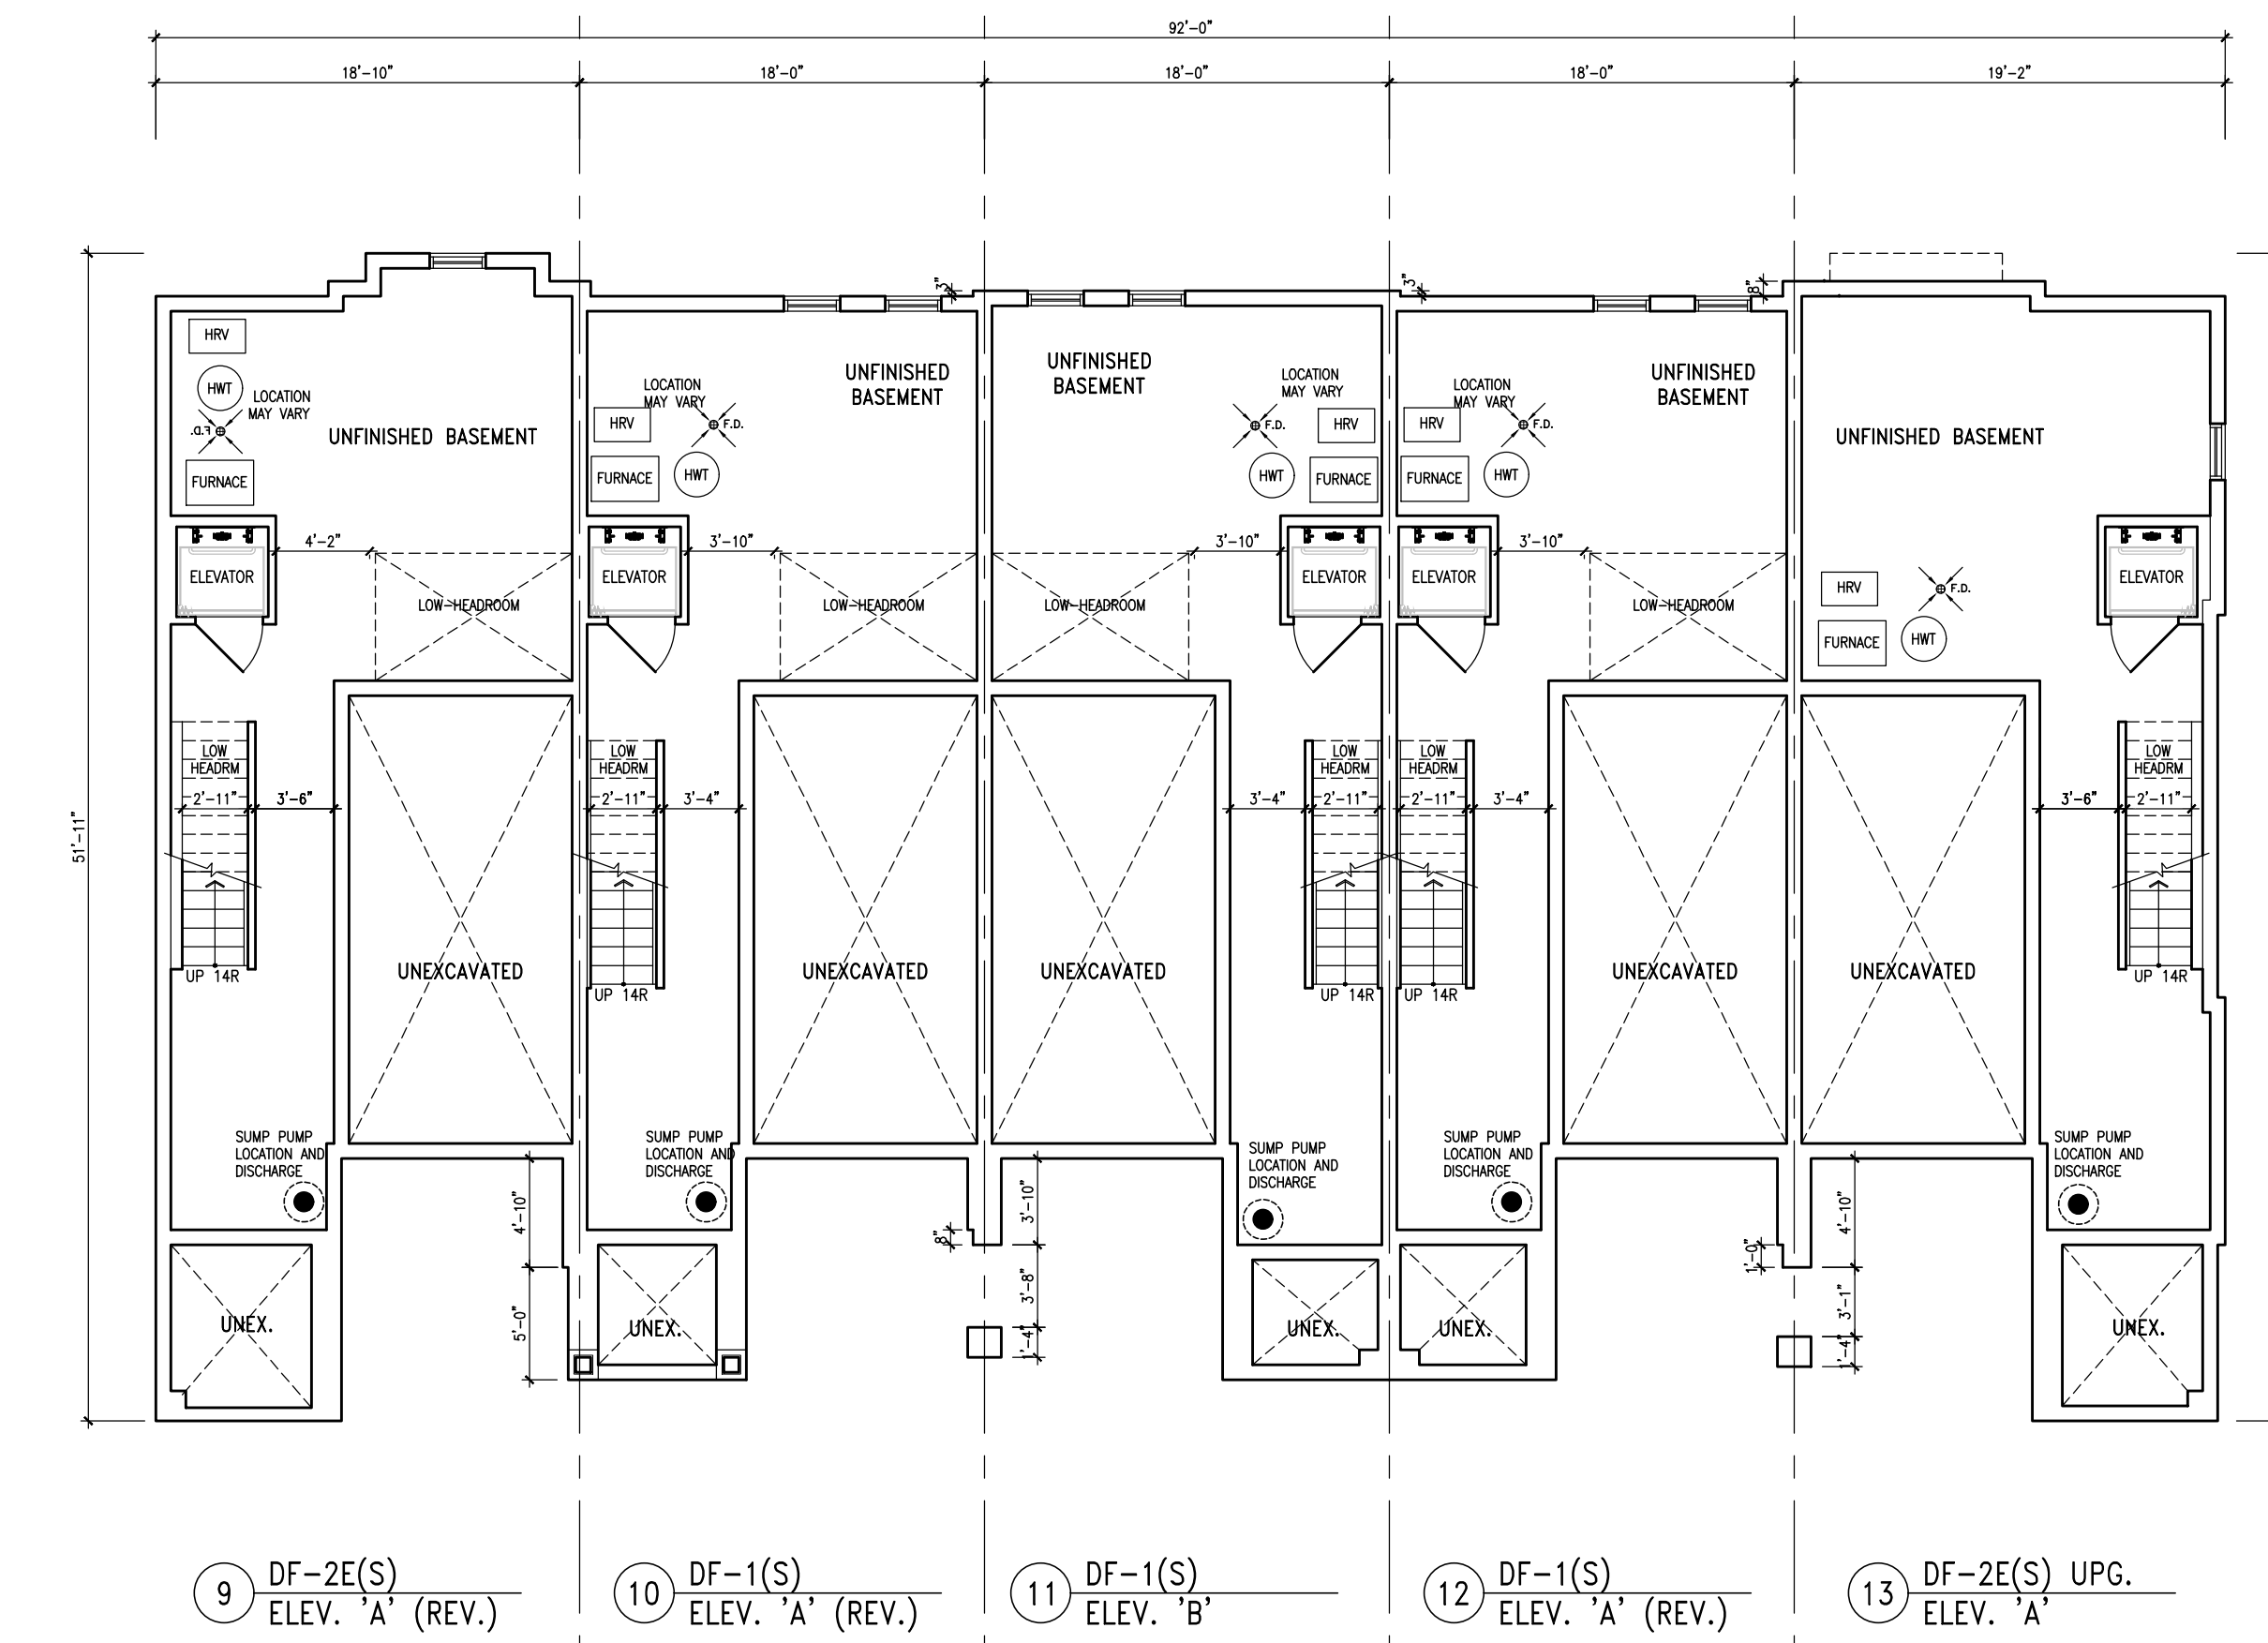 92'-0"
18'-10"
18'-0"
18'-0"
18'-0"
19'-2"
51'-11"
HRV
HWT
LOCATION
MAY VARY
F.D.
FURNACE
UNFINISHED BASEMENT
ELEVATOR
4'-2"
LOW-HEADROOM
LOW
HEADRM
2'-11"
3'-6"
UP 14R
UNEXCAVATED
SUMP PUMP
LOCATION AND
DISCHARGE
UNEX.
4'-10"
5'-0"
3"
LOCATION
MAY VARY
HRV
F.D.
FURNACE
HWT
UNFINISHED
BASEMENT
ELEVATOR
3'-10"
LOW-HEADROOM
LOW
HEADRM
2'-11"
3'-4"
UP 14R
UNEXCAVATED
SUMP PUMP
LOCATION AND
DISCHARGE
UNEX.
8"
3'-10"
3'-8"
1'-4"
3"
UNFINISHED
BASEMENT
LOCATION
MAY VARY
F.D.
HRV
HWT
FURNACE
3'-10"
ELEVATOR
LOW-HEADROOM
LOW
HEADRM
3'-4"
2'-11"
UP 14R
UNEXCAVATED
SUMP PUMP
LOCATION AND
DISCHARGE
UNEX.
8"
LOCATION
MAY VARY
HRV
F.D.
FURNACE
HWT
UNFINISHED
BASEMENT
ELEVATOR
3'-10"
LOW-HEADROOM
LOW
HEADRM
2'-11"
3'-4"
UP 14R
UNEXCAVATED
SUMP PUMP
LOCATION AND
DISCHARGE
UNEX.
1'-0"
4'-10"
3'-1"
1'-4"
UNFINISHED BASEMENT
HRV
F.D.
FURNACE
HWT
ELEVATOR
LOW
HEADRM
3'-6"
2'-11"
UP 14R
UNEXCAVATED
SUMP PUMP
LOCATION AND
DISCHARGE
UNEX.
9
DF-2E(S)
ELEV. 'A' (REV.)
10
DF-1(S)
ELEV. 'A' (REV.)
11
DF-1(S)
ELEV. 'B'
12
DF-1(S)
ELEV. 'A' (REV.)
13
DF-2E(S) UPG.
ELEV. 'A'